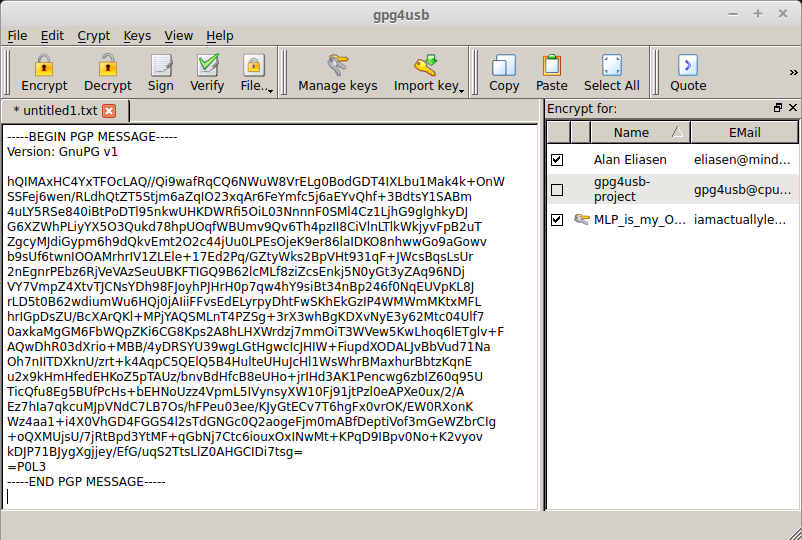 gpg4usb
File Edit Crypt Keys View Help
Encrypt Decrypt Sign Verify File.. Manage keys Import key Copy Paste Select All Quote »
* untitled1.txt
-----BEGIN PGP MESSAGE-----
Version: GnuPG v1
hQIMAxHC4YxTFOcLAQ//Qi9wafRqCQ6NWuW8VrELg0BodGDT4IXLbu1Mak4k+OnW
SSFej6wen/RLdhQtZT5Stjm6aZqIO23xqAr6FeYmfc5j6aEYvQhf+3BdtsY1SABm
4uLY5RSe840iBtPoDTl95nkwUHKDWRfi5OiL03NnnnF0SMl4Cz1LjhG9glghkyDJ
G6XZWhPLiyYX5O3Qukd78hpUOqfWBUmv9Qv6Th4pzII8CiVlnLTlkWkjyvFpB2uT
ZgcyMJdiGypm6h9dQkvEmt2O2c44jUu0LPEsOjeK9er86laIDKO8nhwwGo9aGowv
b9sUf6twnIOOAMrhrIV1ZLEle+17Ed2Pq/GZtyWks2BpVHt931qF+JWcsBqsLsUr
2nEgnrPEbz6RjVeVAzSeuUBKFTIGQ9B62lcMLf8ziZcsEnkj5N0yGt3yZAq96NDj
VY7VmpZ4XtvTJCNsYDh98FJoyhPJHrH0p7qw4hY9siBt34nBp246f0NqEUVpKL8J
rLD5t0B62wdiumWu6HQj0jAIiiFFvsEdELyrpyDhtFwSKhEkGzIP4WMWmMKtxMFL
hrIGpDsZU/BcXArQKl+MPjYAQSMLnT4PZSg+3rX3whBgKDXvNyE3y62Mtc04Ulf7
0axkaMgGM6FbWQpZKi6CG8Kps2A8hLHXWrdzj7mmOiT3WVew5KwLhoq6lETglv+F
AQwDhR03dXrio+MBB/4yDRSYU39wgLGtHgwcIcJHIW+FiupdXODALJvBbVud71Na
Oh7nIITDXknU/zrt+k4AqpC5QElQ5B4HulteUHuJcHl1WsWhrBMaxhurBbtzKqnE
u2x9kHmHfedEHKoZ5pTAUz/bnvBdHfcB8eUHo+jrIHd3AK1Pencwg6zbIZ60q95U
TicQfu8Eg5BUfPcHs+bEHNoUzz4VpmL5IVynsyXW10Fj91jtPzl0eAPXe0ux/2/A
Ez7hIa7qkcuMJpVNdC7LB7Os/hFPeu03ee/KJyGtECv7T6hgFx0vrOK/EW0RXonK
Wz4aa1+i4X0VhGD4FGGS4l2sTdGNGc0Q2aogeFjm0mABfDeptiVof3mGeWZbrCIg
+oQXMUjsU/7jRtBpd3YtMF+qGbNj7Ctc6iouxOxINwMt+KPqD9IBpv0No+K2vyov
kDJP71BJygXgjjey/EfG/uqS2TtsLlZ0AHGCIDi7tsg=
=P0L3
-----END PGP MESSAGE-----
Encrypt for:
Name EMail
Alan Eliasen eliasen@mind...
gpg4usb-project gpg4usb@cpu...
MLP_is_my_O... iamactuallyle...